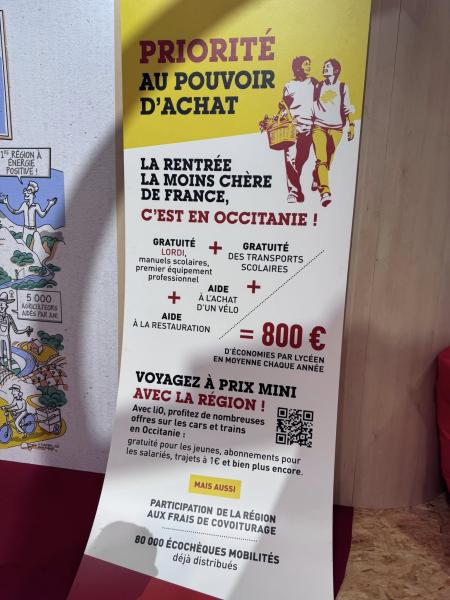 1RE RÉGION À
ÉNERGIE
POSITIVE !
5 000
AGRICULTEURS
AIDÉS PAR AN !
PRIORITÉ
AU POUVOIR
D'ACHAT
LA RENTRÉE
LA MOINS CHÈRE
DE FRANCE,
C'EST EN OCCITANIE !
GRATUITÉ
LORDI,
manuels scolaires,
premier équipement
professionnel
+
GRATUITÉ
DES TRANSPORTS
SCOLAIRES
+
AIDE
À LA RESTAURATION
AIDE
À L'ACHAT
D'UN VÉLO
+
= 800 €
D'ÉCONOMIES PAR LYCÉEN
EN MOYENNE CHAQUE ANNÉE
VOYAGEZ À PRIX MINI
AVEC LA RÉGION !
Avec liO, profitez de nombreuses
offres sur les cars et trains
en Occitanie :
gratuité pour les jeunes, abonnements pour
les salariés, trajets à 1€ et bien plus encore.
MAIS AUSSI
PARTICIPATION DE LA RÉGION
AUX FRAIS DE COVOITURAGE
80 000 ÉCOCHÈQUES MOBILITÉS
déjà distribués